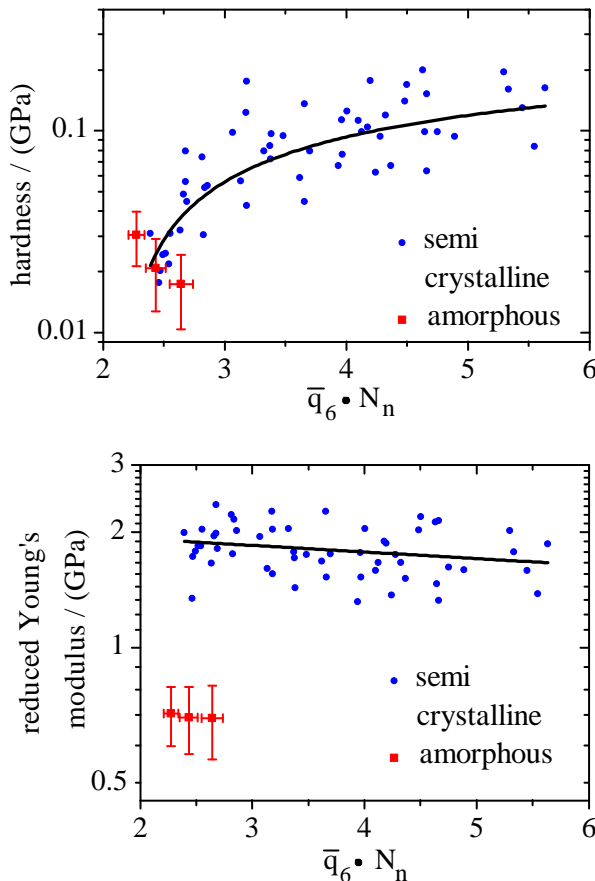 hardness / (GPa)
0.1
0.01
semi
crystalline
amorphous
2 3 4 5 6
q̅₆ • Nₙ
reduced Young's
modulus / (GPa)
3
2
1
0.5
semi
crystalline
amorphous
2 3 4 5 6
q̅₆ • Nₙ